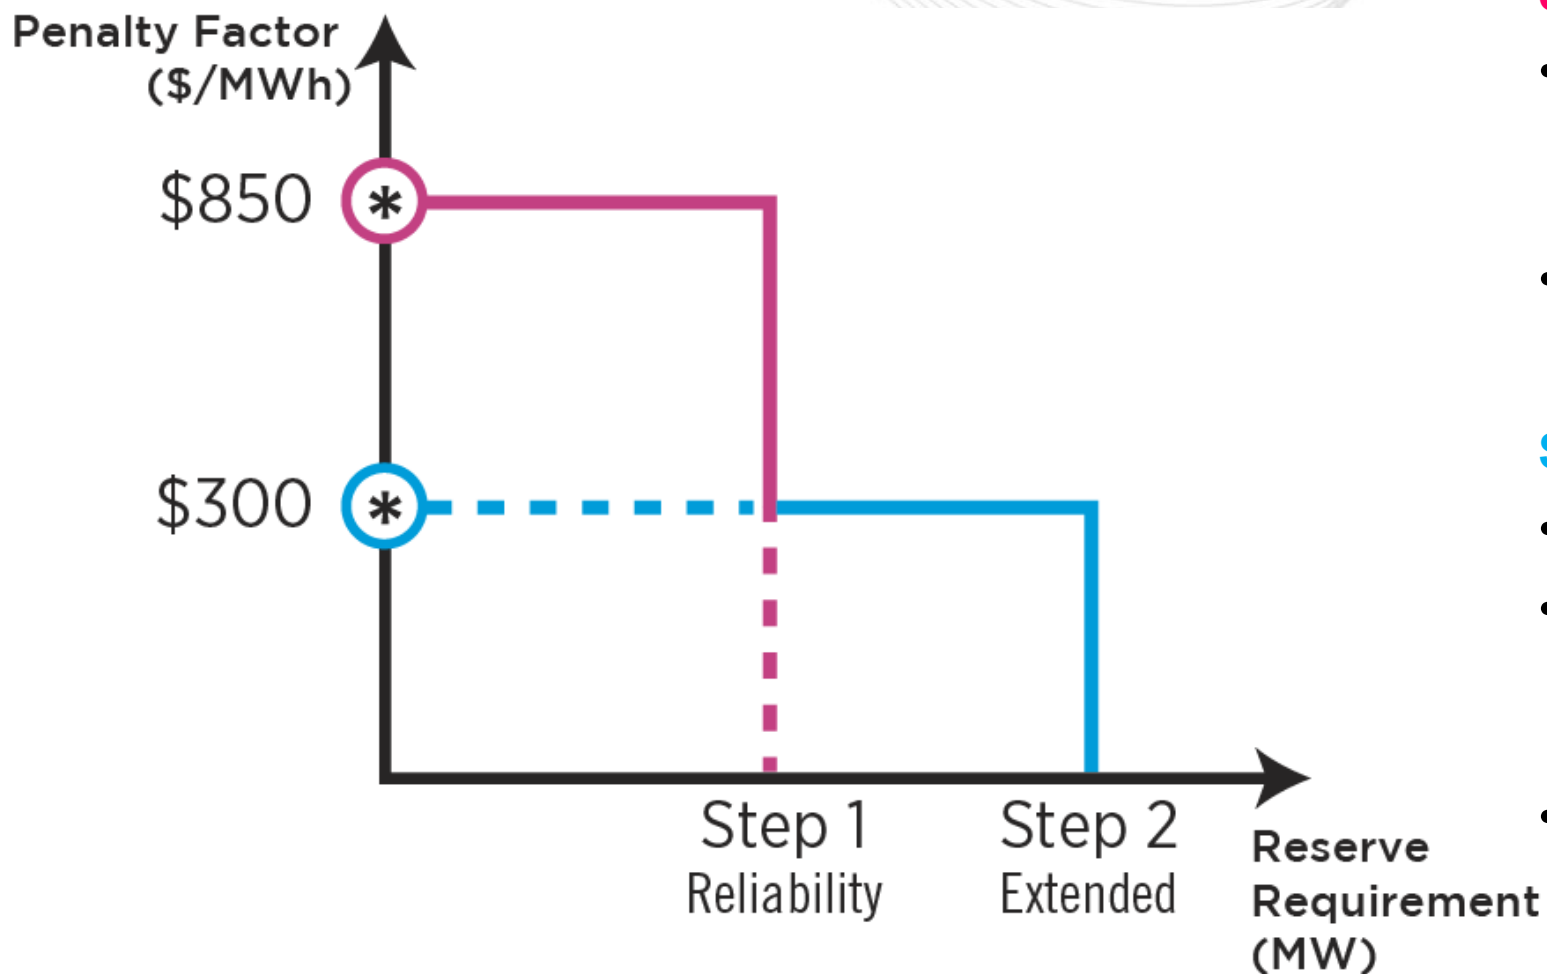 Penalty Factor
($/MWh)
$850
*
$300
*
Step 1
Reliability
Step 2
Extended
Reserve
Requirement
(MW)